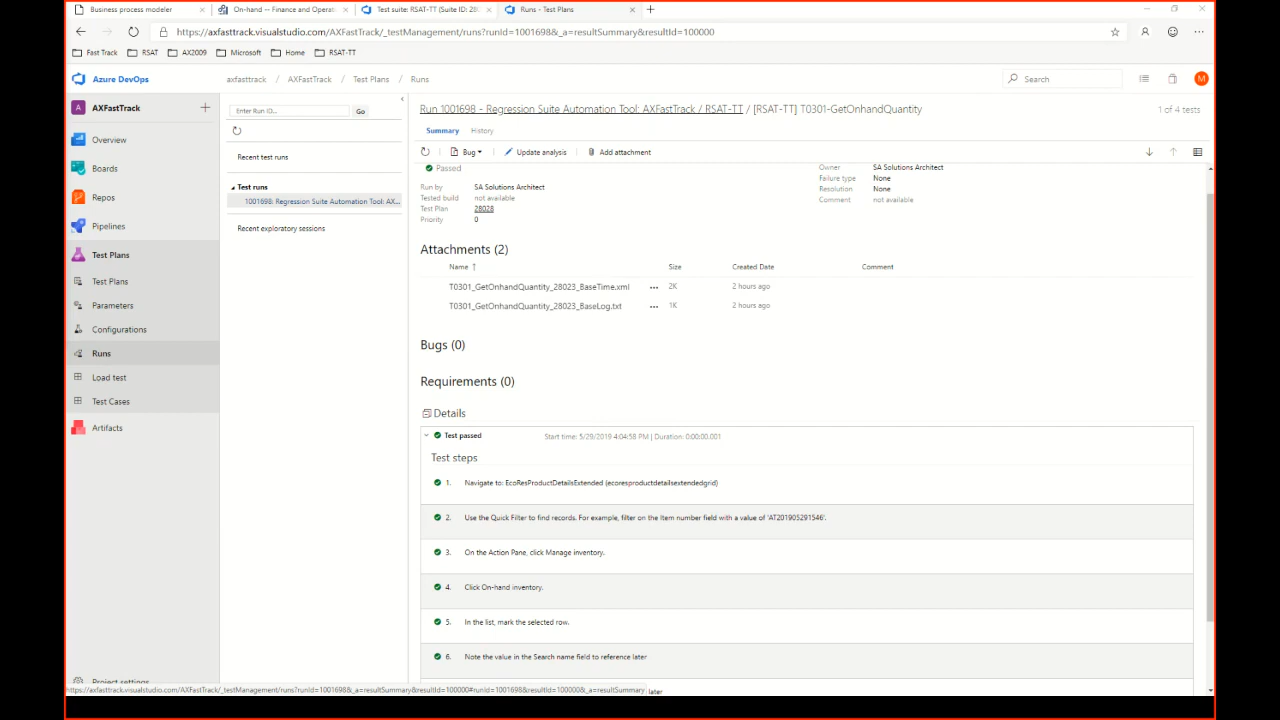 Business process modeler
On-hand -- Finance and Operat
Test suite: RSAT-TT (Suite ID: 280
Runs - Test Plans
https://axfasttrack.visualstudio.com/AXFastTrack/_testManagement/runs?runId=1001698&_a=resultSummary&resultId=100000
Fast Track
RSAT
AX2009
Microsoft
Home
RSAT-TT
Azure DevOps
axfasttrack / AXFastTrack / Test Plans / Runs
Search
M
A AXFastTrack
Overview
Boards
Repos
Pipelines
Test Plans
Test Plans
Parameters
Configurations
Runs
Load test
Test Cases
Artifacts
Project settings
Enter Run ID...
Go
Recent test runs
Test runs
1001698: Regression Suite Automation Tool: AX...
Recent exploratory sessions
Run 1001698 - Regression Suite Automation Tool: AXFastTrack / RSAT-TT / [RSAT-TT] T0301-GetOnhandQuantity
1 of 4 tests
Summary History
Bug Update analysis Add attachment
Passed
Run by SA Solutions Architect
Tested build not available
Test Plan 28028
Priority 0
Owner SA Solutions Architect
Failure type None
Resolution None
Comment not available
Attachments (2)
Name Size Created Date Comment
T0301_GetOnhandQuantity_28023_BaseTime.xml ... 2K 2 hours ago
T0301_GetOnhandQuantity_28023_BaseLog.txt ... 1K 2 hours ago
Bugs (0)
Requirements (0)
Details
Test passed Start time: 5/29/2019 4:04:58 PM | Duration: 0:00:00.001
Test steps
1. Navigate to: EcoResProductDetailsExtended (ecoresproductdetailsextendedgrid)
2. Use the Quick Filter to find records. For example, filter on the Item number field with a value of 'AT201905291546'.
3. On the Action Pane, click Manage inventory.
4. Click On-hand inventory.
5. In the list, mark the selected row.
6. Note the value in the Search name field to reference later
https://axfasttrack.visualstudio.com/AXFastTrack/_testManagement/runs?runId=1001698&_a=resultSummary&resultId=100000#runId=1001698&resultId=100000&_a=resultSummary
later